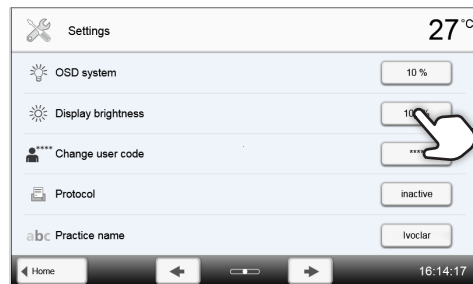 Settings
27°C
OSD system
10 %
Display brightness
**** Change user code
****
Protocol
inactive
abc Practice name
Ivoclar
Home
16:14:17